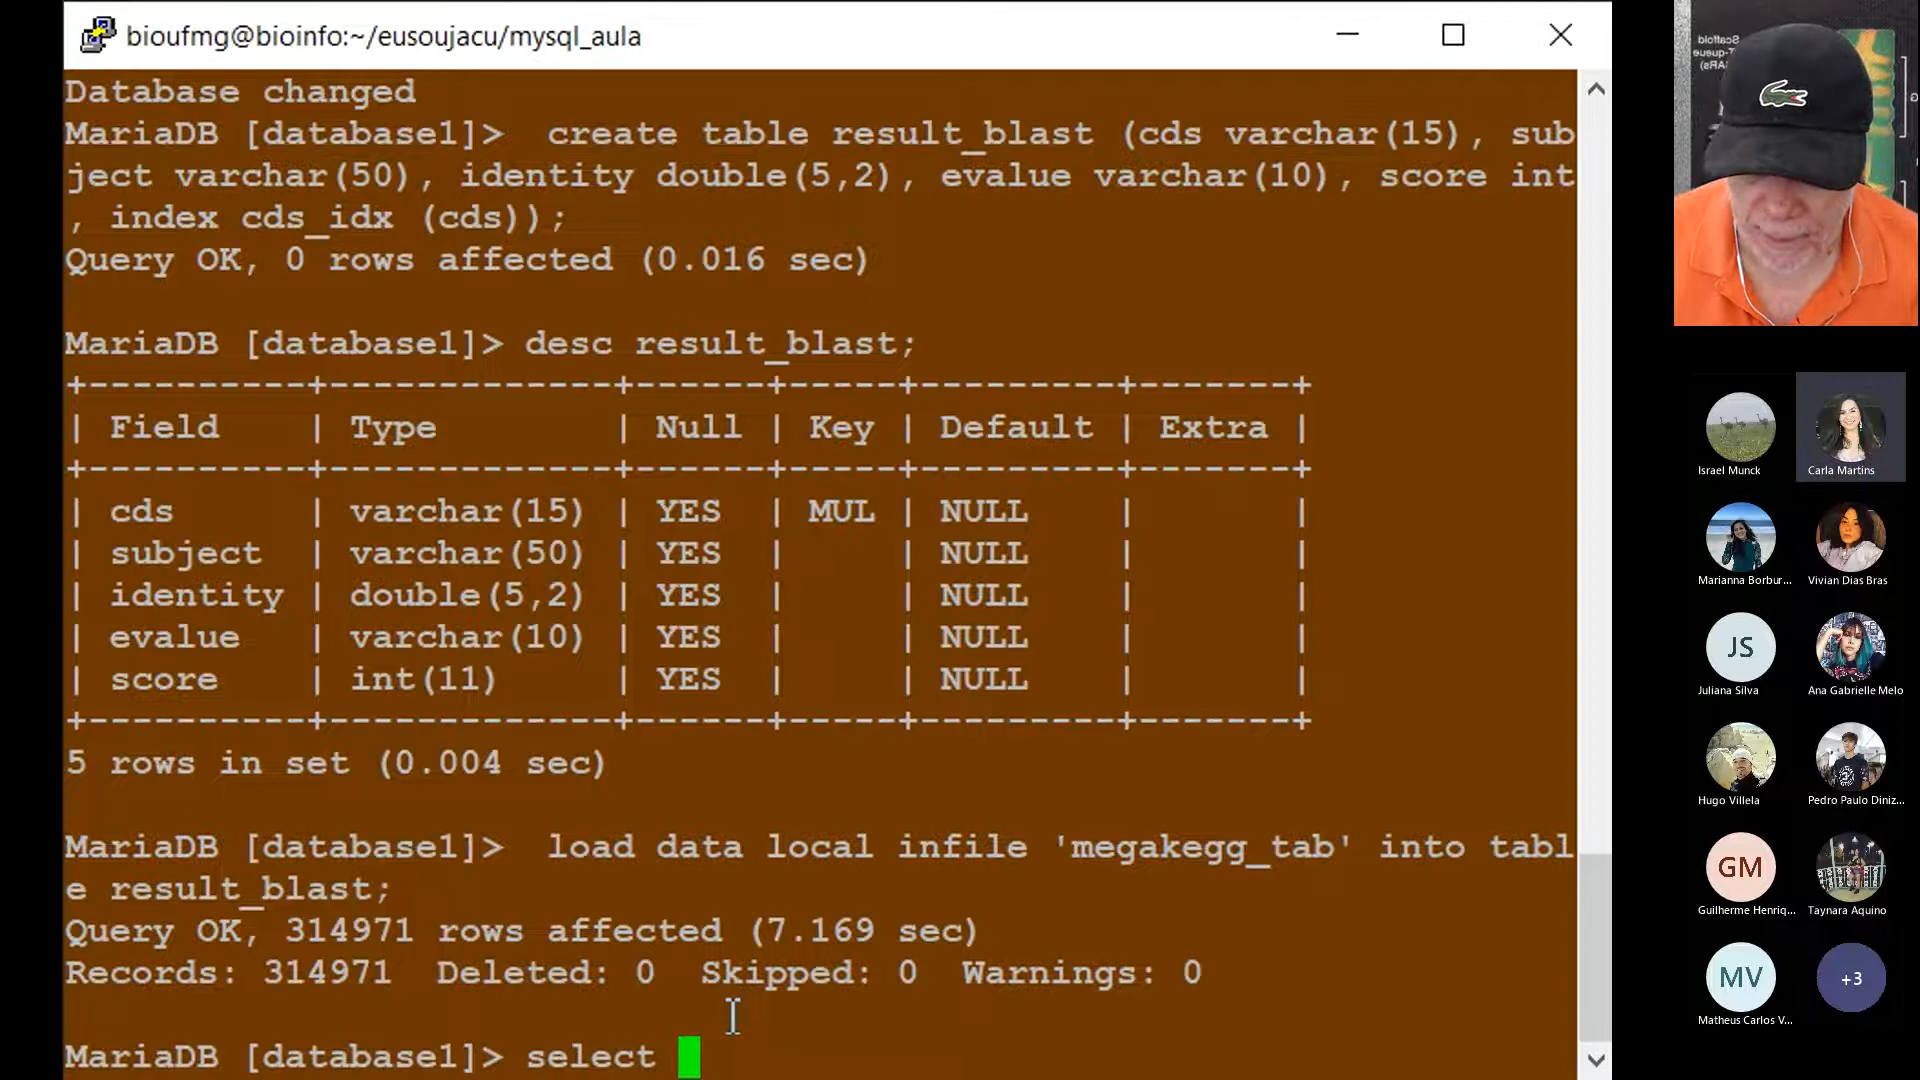 bioufmg@bioinfo:~/eusoujacu/mysql_aula
Database changed
MariaDB [database1]>  create table result_blast (cds varchar(15), sub
ject varchar(50), identity double(5,2), evalue varchar(10), score int
, index cds_idx (cds));
Query OK, 0 rows affected (0.016 sec)
MariaDB [database1]> desc result_blast;
+----------+-------------+------+-----+---------+-------+
| Field    | Type        | Null | Key | Default | Extra |
+----------+-------------+------+-----+---------+-------+
| cds      | varchar(15) | YES  | MUL | NULL    |       |
| subject  | varchar(50) | YES  |     | NULL    |       |
| identity | double(5,2) | YES  |     | NULL    |       |
| evalue   | varchar(10) | YES  |     | NULL    |       |
| score    | int(11)     | YES  |     | NULL    |       |
+----------+-------------+------+-----+---------+-------+
5 rows in set (0.004 sec)
MariaDB [database1]>  load data local infile 'megakegg_tab' into tabl
e result_blast;
Query OK, 314971 rows affected (7.169 sec)
Records: 314971  Deleted: 0  Skipped: 0  Warnings: 0
MariaDB [database1]> select
Scaffold
Israel Munck
Carla Martins
Marianna Borbur...
Vivian Dias Bras
JS
Juliana Silva
Ana Gabrielle Melo
Hugo Villela
Pedro Paulo Diniz...
GM
Guilherme Henriq...
Taynara Aquino
MV
Matheus Carlos V...
+3